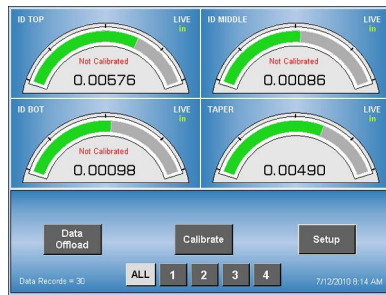 ID TOP
LIVE
in
Not Calibrated
0.00576
ID MIDDLE
LIVE
in
Not Calibrated
0.00086
ID BOT
LIVE
in
Not Calibrated
0.00098
TAPER
LIVE
in
0.00490
Data
Offload
Calibrate
Setup
Data Records = 30
ALL
1
2
3
4
7/12/2010 8:14 AM